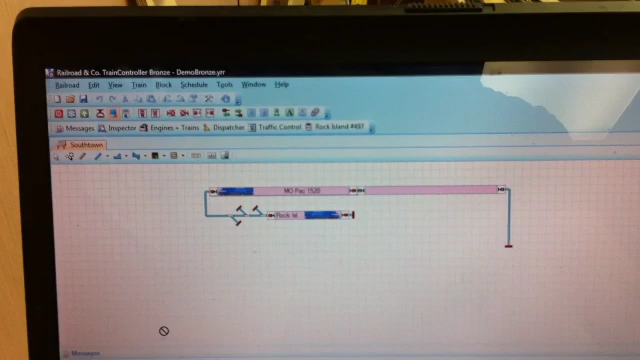 Railroad & Co. TrainController Bronze - DemoBronze.yrr
Railroad Edit View Train Block Schedule Tools Window Help
Messages Inspector Engines + Trains Dispatcher Traffic Control Rock Island #497
Southtown
MO Pac 1520
Rock Isl
Messages